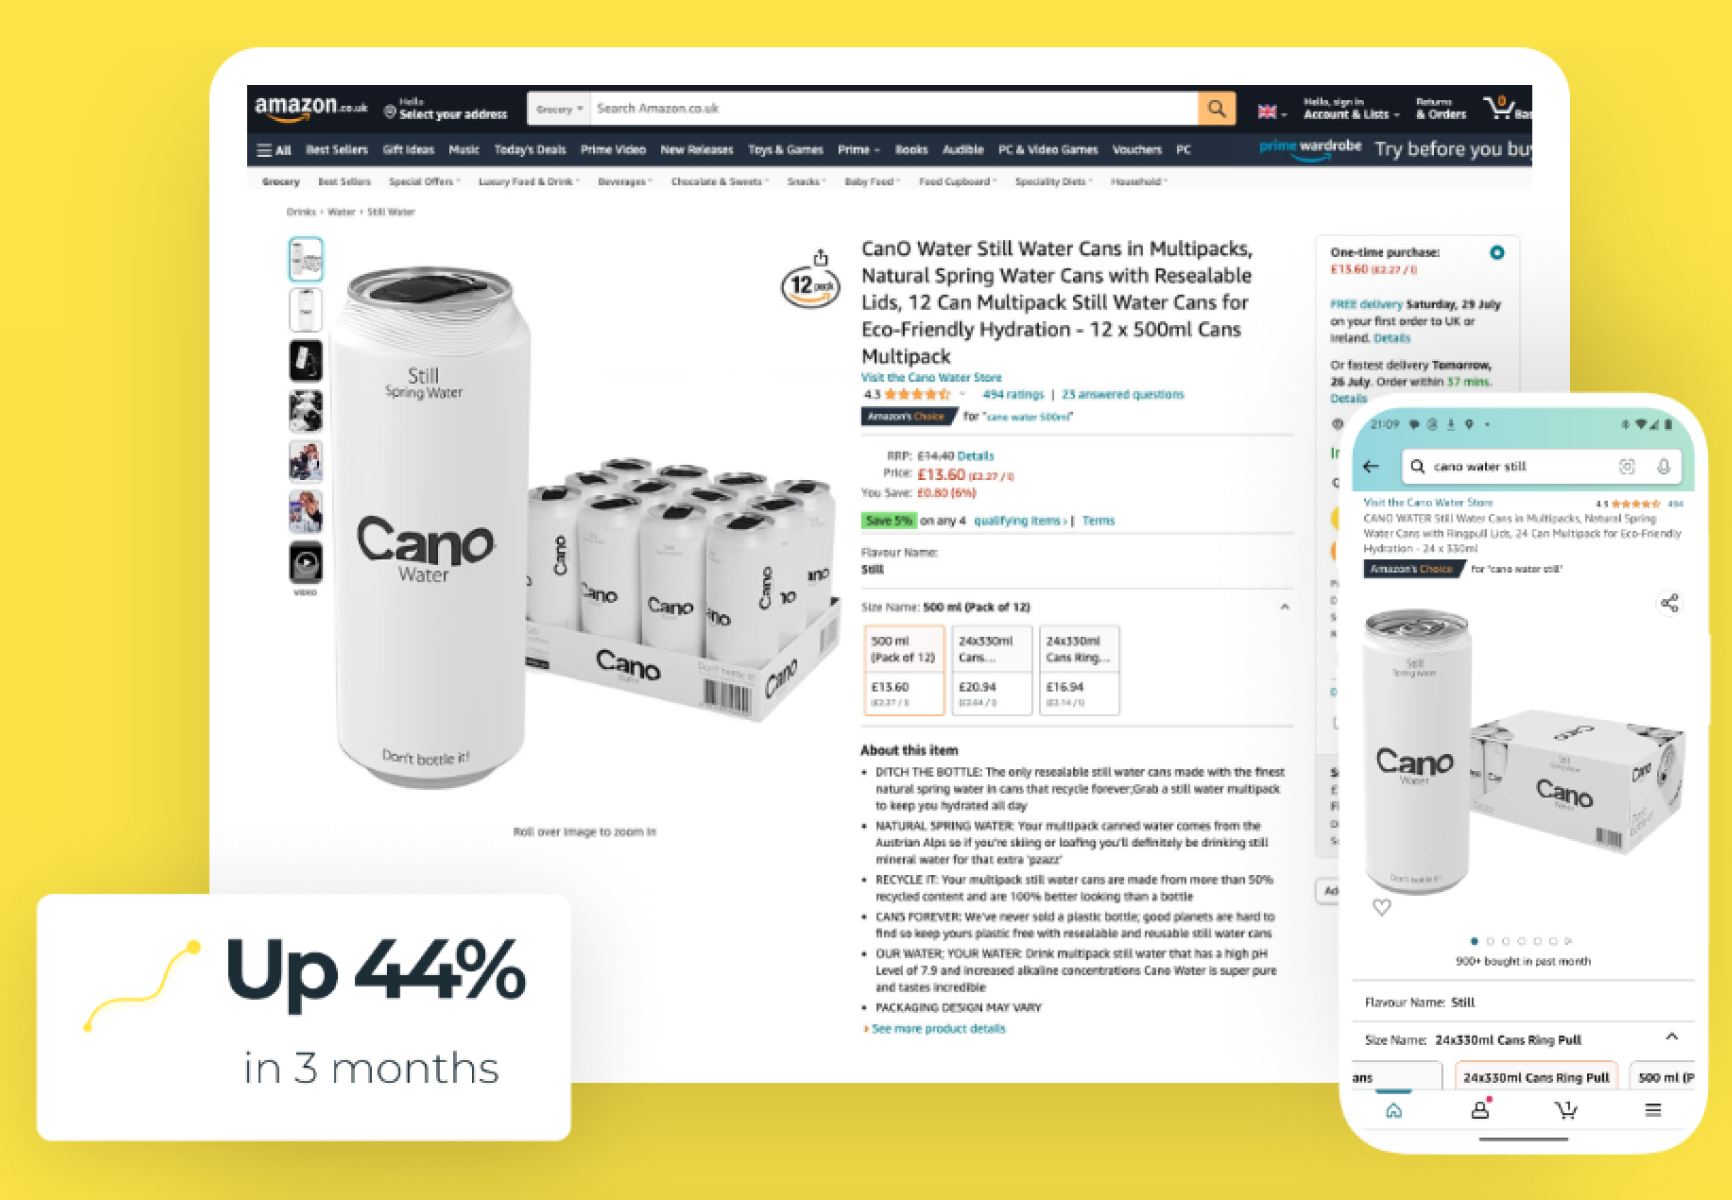 amazon.co.uk
Hello
Select your address
Grocery
Search Amazon.co.uk
Hello, sign in
Account & Lists
Returns
& Orders
0
All
Best Sellers
Gift Ideas
Music
Today's Deals
Prime Video
New Releases
Toys & Games
Prime
Books
Audible
PC & Video Games
Vouchers
PC
prime wardrobe
Try before you buy
Grocery
Best Sellers
Special Offers
Luxury Food & Drink
Beverages
Chocolate & Sweets
Snacks
Baby Food
Food Cupboard
Speciality Diets
Household
Drinks › Water › Still Water
VIDEO
12 pack
Still
Spring Water
Cano
Water
Don't bottle it!
Cano
Cano
Cano
Cano
Cano
Roll over image to zoom in
CanO Water Still Water Cans in Multipacks,
Natural Spring Water Cans with Resealable
Lids, 12 Can Multipack Still Water Cans for
Eco-Friendly Hydration - 12 x 500ml Cans
Multipack
Visit the Cano Water Store
4.3
494 ratings | 23 answered questions
Amazon's Choice for "cano water 500ml"
RRP: £14.40 Details
Price: £13.60 (£2.27 / l)
You Save: £0.80 (6%)
Save 5% on any 4 qualifying items › | Terms
Flavour Name:
Still
Size Name: 500 ml (Pack of 12)
500 ml
(Pack of 12)
£13.60
(£2.27 / l)
24x330ml
Cans...
£20.94
(£2.64 / l)
24x330ml
Cans Ring...
£16.94
(£2.14 / l)
About this item
• DITCH THE BOTTLE: The only resealable still water cans made with the finest
natural spring water in cans that recycle forever;Grab a still water multipack
to keep you hydrated all day
• NATURAL SPRING WATER: Your multipack canned water comes from the
Austrian Alps so if you're skiing or loafing you'll definitely be drinking still
mineral water for that extra 'pzazz'
• RECYCLE IT: Your multipack still water cans are made from more than 50%
recycled content and are 100% better looking than a bottle
• CANS FOREVER: We've never sold a plastic bottle; good planets are hard to
find so keep yours plastic free with resealable and reusable still water cans
• OUR WATER; YOUR WATER: Drink multipack still water that has a high pH
Level of 7.9 and increased alkaline concentrations Cano Water is super pure
and tastes incredible
• PACKAGING DESIGN MAY VARY
› See more product details
One-time purchase:
£13.60 (£2.27 / l)
FREE delivery Saturday, 29 July
on your first order to UK or
Ireland. Details
Or fastest delivery Tomorrow,
26 July. Order within 37 mins.
Details
21:09
cano water still
Visit the Cano Water Store
4.3
494
CANO WATER Still Water Cans in Multipacks, Natural Spring
Water Cans with Ringpull Lids, 24 Can Multipack for Eco-Friendly
Hydration - 24 x 330ml
Amazon's Choice for "cano water still"
Still
Spring Water
Cano
Water
Don't bottle it!
Cano
Cano
900+ bought in past month
Flavour Name: Still
Size Name: 24x330ml Cans Ring Pull
ans
24x330ml Cans Ring Pull
500 ml (P
1
Up 44%
in 3 months